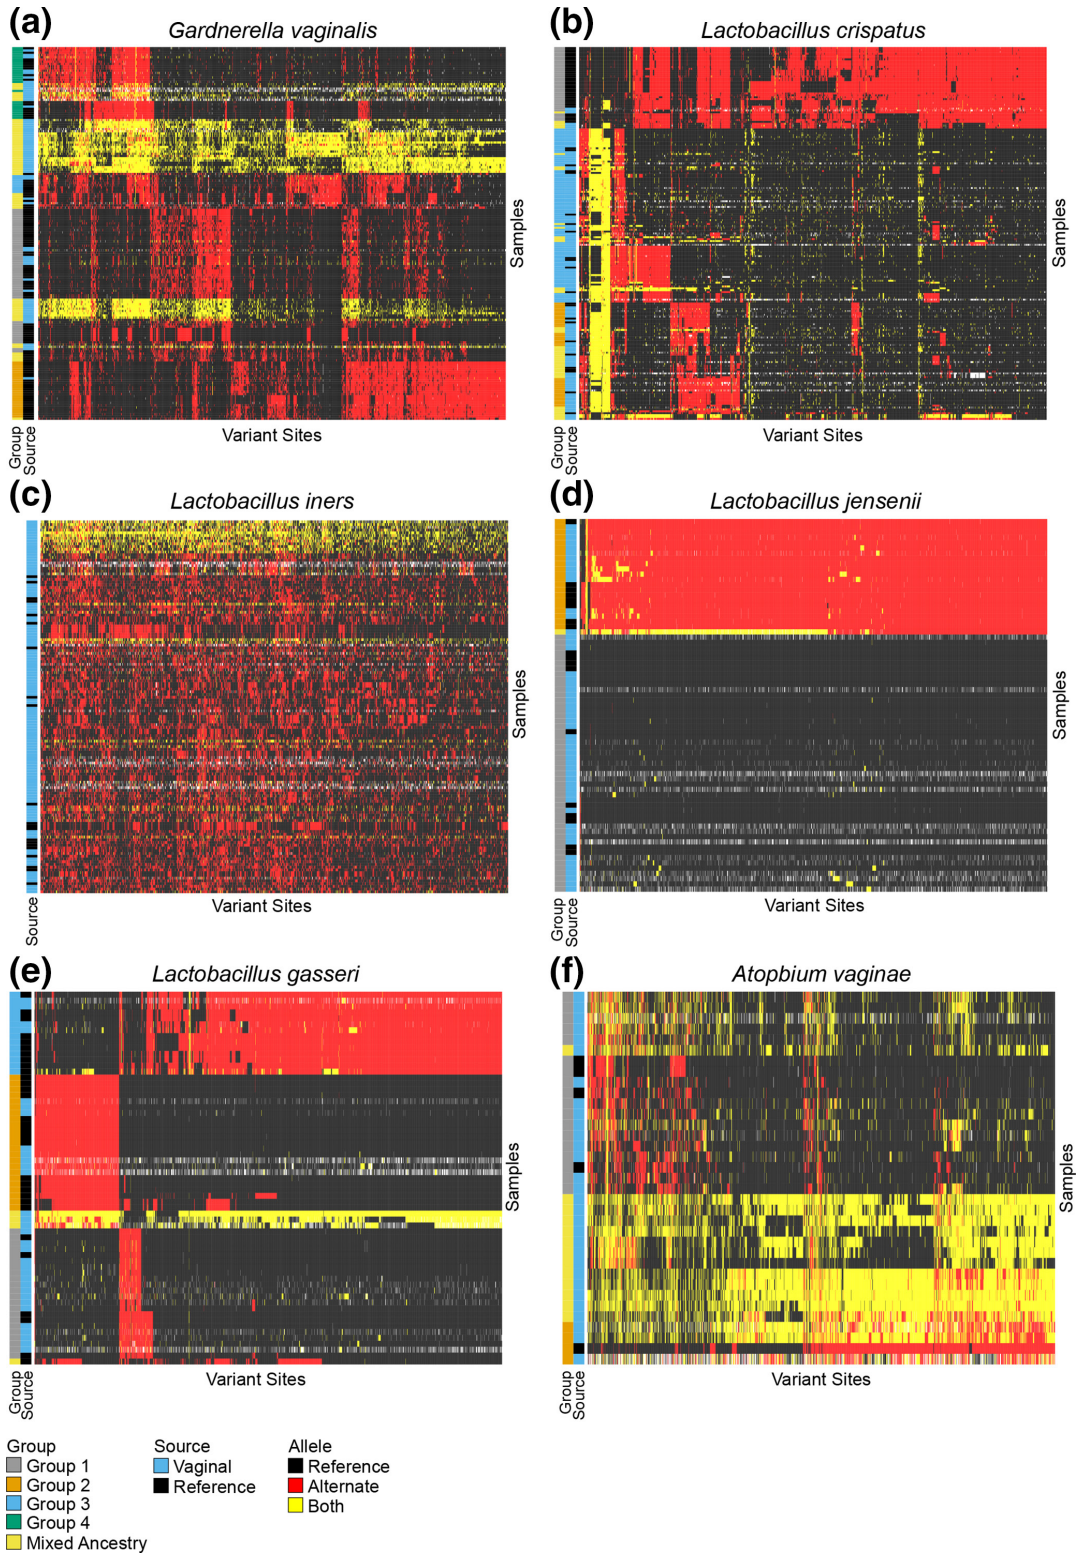 (a)
Gardnerella vaginalis
Samples
Variant Sites
Group
Source
(b)
Lactobacillus crispatus
Samples
Variant Sites
Group
Source
(c)
Lactobacillus iners
Samples
Variant Sites
Source
(d)
Lactobacillus jensenii
Samples
Variant Sites
Group
Source
(e)
Lactobacillus gasseri
Samples
Variant Sites
Group
Source
(f)
Atopbium vaginae
Samples
Variant Sites
Group
Source
Group
Group 1
Group 2
Group 3
Group 4
Mixed Ancestry
Source
Vaginal
Reference
Allele
Reference
Alternate
Both